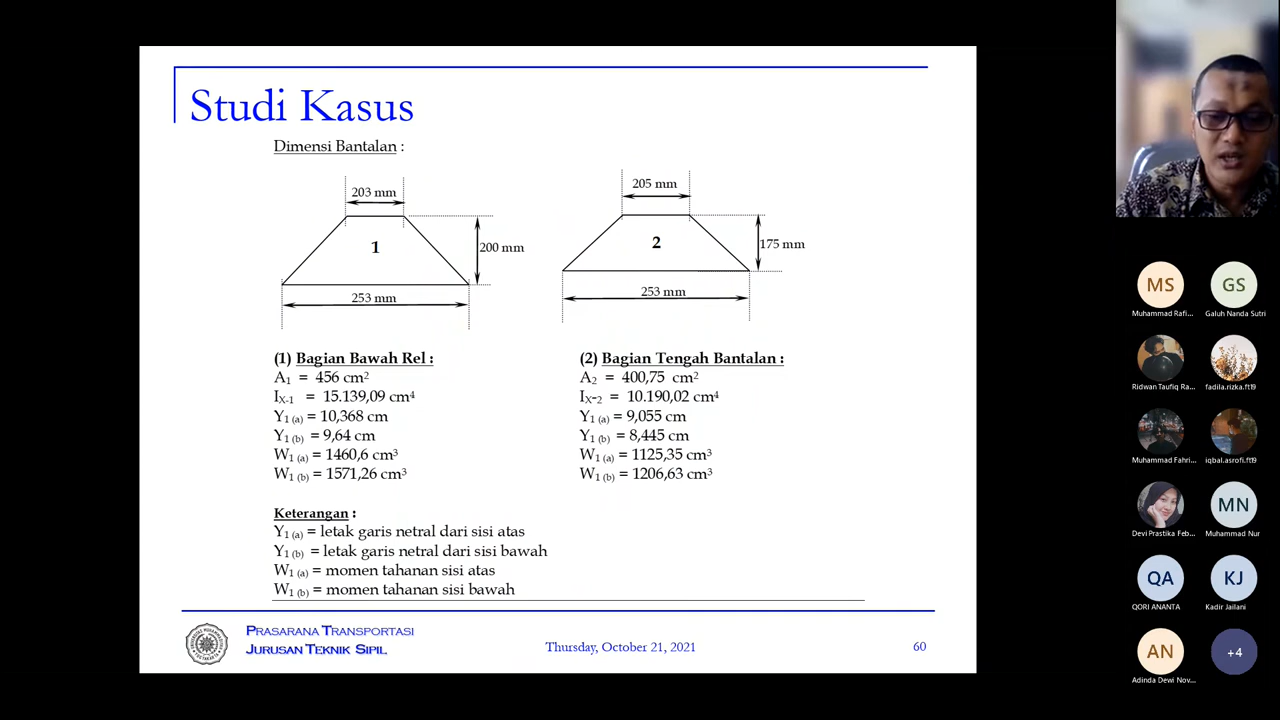 Studi Kasus
Dimensi Bantalan :
203 mm
1
200 mm
253 mm
205 mm
2
175 mm
253 mm
(1) Bagian Bawah Rel :
A1 = 456 cm2
IX-1 = 15.139,09 cm4
Y1 (a) = 10,368 cm
Y1 (b) = 9,64 cm
W1 (a) = 1460,6 cm3
W1 (b) = 1571,26 cm3
(2) Bagian Tengah Bantalan :
A2 = 400,75 cm2
IX-2 = 10.190,02 cm4
Y1 (a) = 9,055 cm
Y1 (b) = 8,445 cm
W1 (a) = 1125,35 cm3
W1 (b) = 1206,63 cm3
Keterangan :
Y1 (a) = letak garis netral dari sisi atas
Y1 (b) = letak garis netral dari sisi bawah
W1 (a) = momen tahanan sisi atas
W1 (b) = momen tahanan sisi bawah
PRASARANA TRANSPORTASI
JURUSAN TEKNIK SIPIL
Thursday, October 21, 2021
60
MS
Muhammad Rafi...
GS
Galuh Nanda Sutri
Ridwan Taufiq Ra...
fadila.rizka.ft19
Muhammad Fahri...
iqbal.asrofi.ft19
Devi Prastika Feb...
MN
Muhammad Nur
QA
QORI ANANTA
KJ
Kadir Jailani
AN
Adinda Dewi Nov...
+4